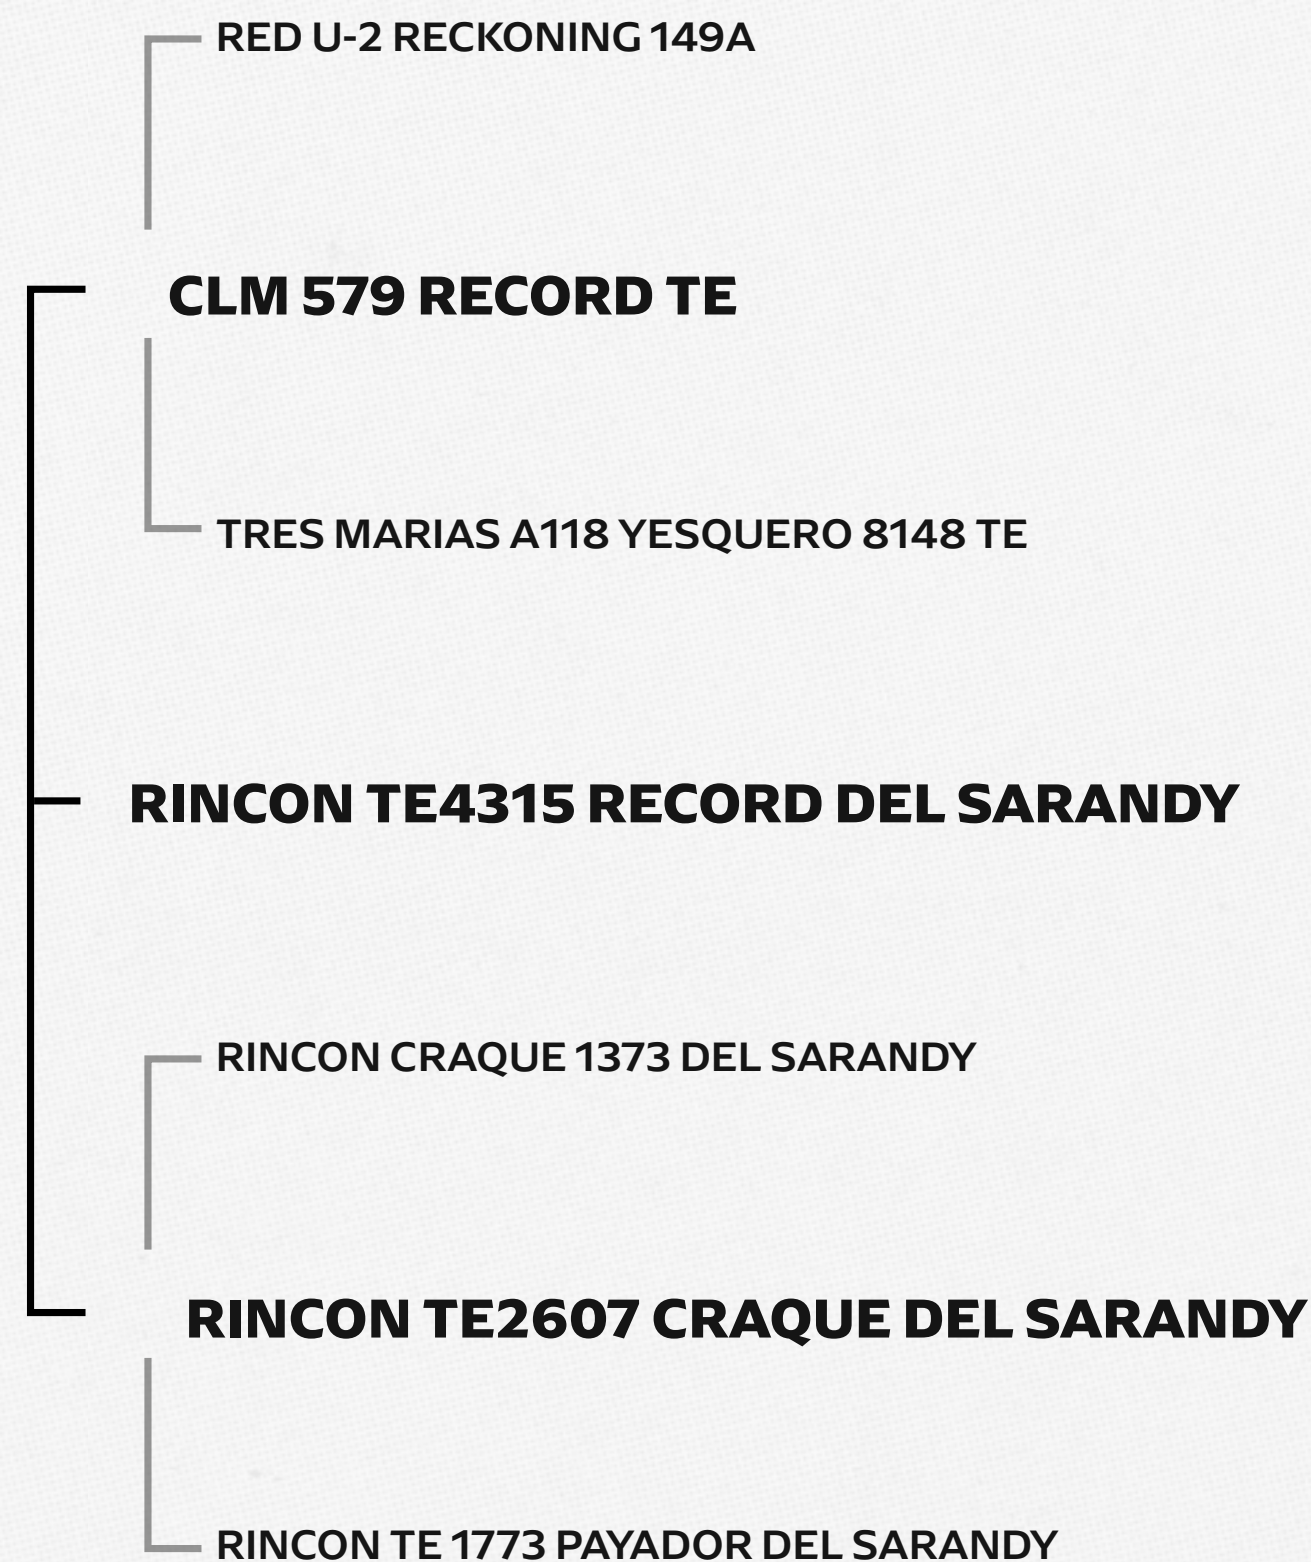 RED U-2 RECKONING 149A
CLM 579 RECORD TE
TRES MARIAS A118 YESQUERO 8148 TE
RINCON TE4315 RECORD DEL SARANDY
RINCON CRAQUE 1373 DEL SARANDY
RINCON TE2607 CRAQUE DEL SARANDY
RINCON TE 1773 PAYADOR DEL SARANDY